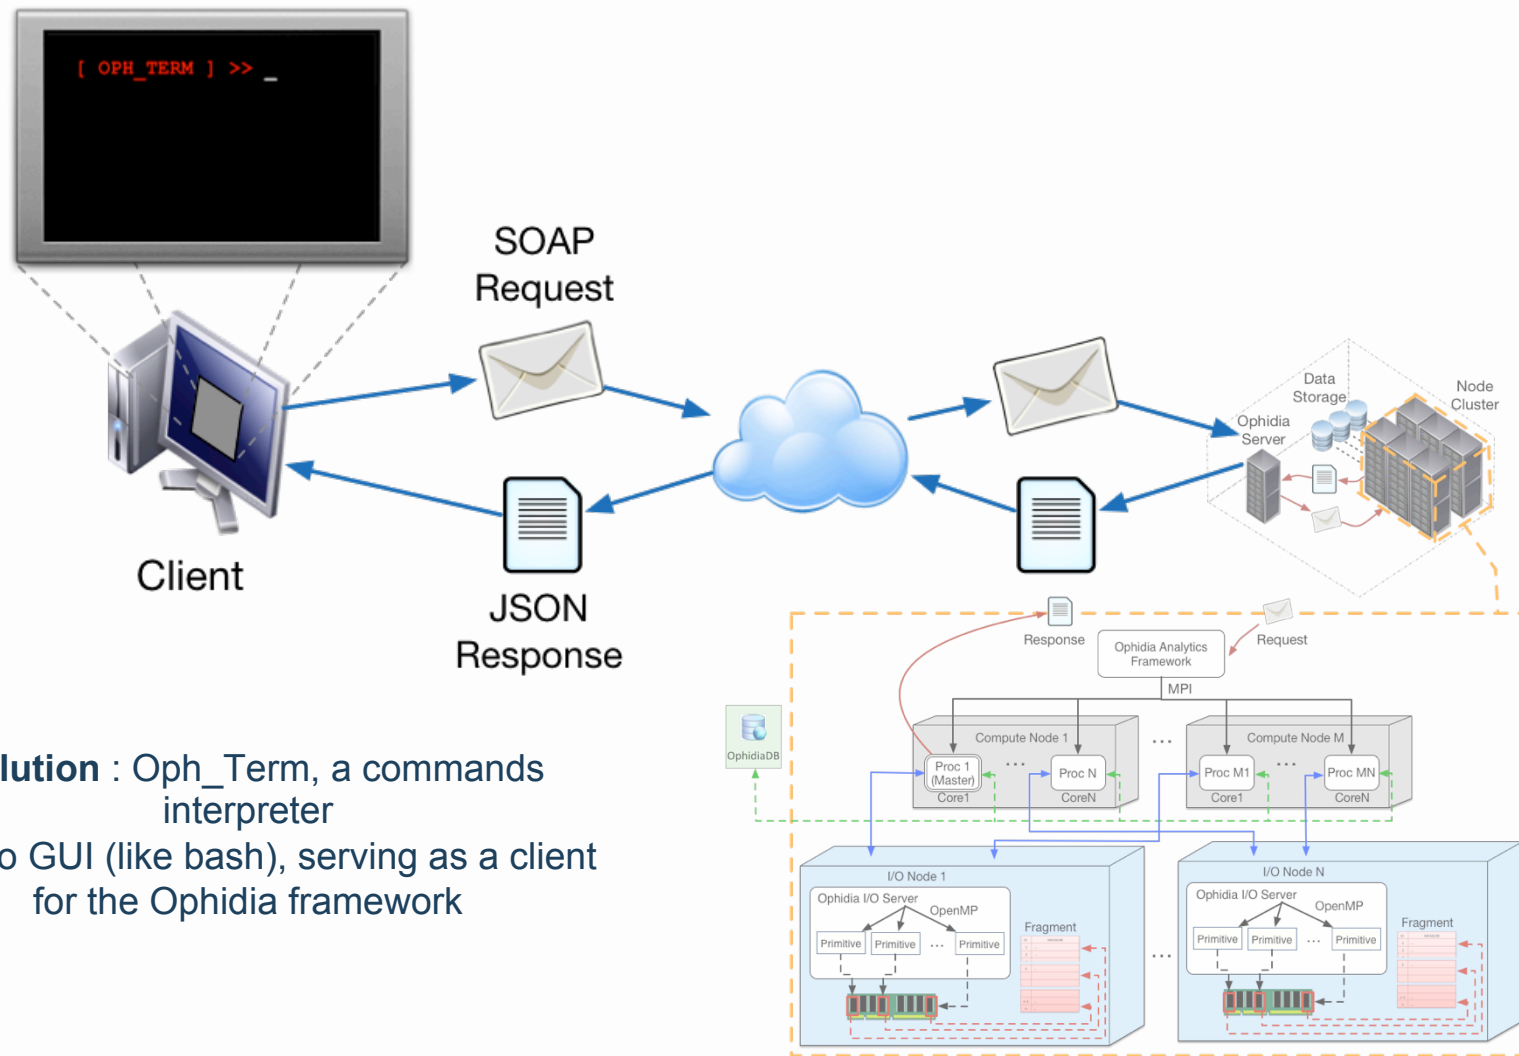 [ OPH_TERM ] >> _
SOAP
Request
Client
JSON
Response
Data
Storage
Node
Cluster
Ophidia
Server
Response
Request
Ophidia Analytics
Framework
MPI
OphidiaDB
Compute Node 1
Proc 1
(Master)
Core1
...
Proc N
CoreN
...
Compute Node M
Proc M1
Core1
...
Proc MN
CoreN
lution : Oph_Term, a commands
interpreter
o GUI (like bash), serving as a client
for the Ophidia framework
I/O Node 1
Ophidia I/O Server
OpenMP
Primitive
Primitive
...
Primitive
Fragment
...
I/O Node N
Ophidia I/O Server
OpenMP
Primitive
Primitive
...
Primitive
Fragment